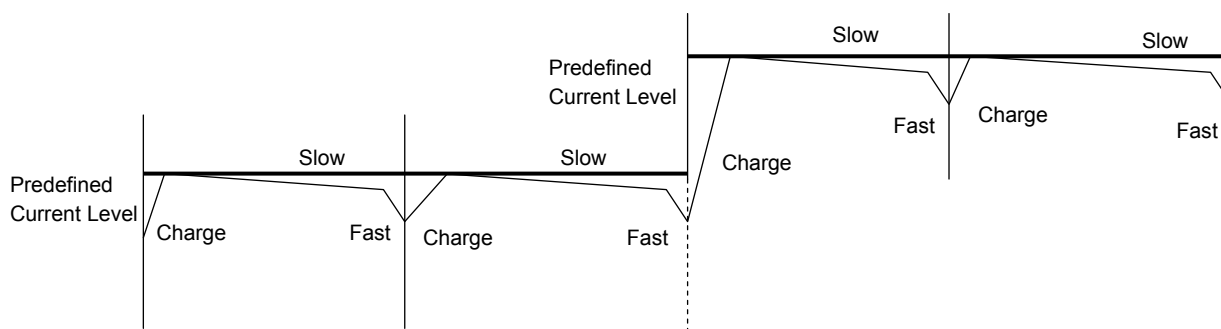 Slow
Slow
Predefined
Current Level
Fast
Charge
Fast
Charge
Slow
Slow
Predefined
Current Level
Charge
Fast
Charge
Fast